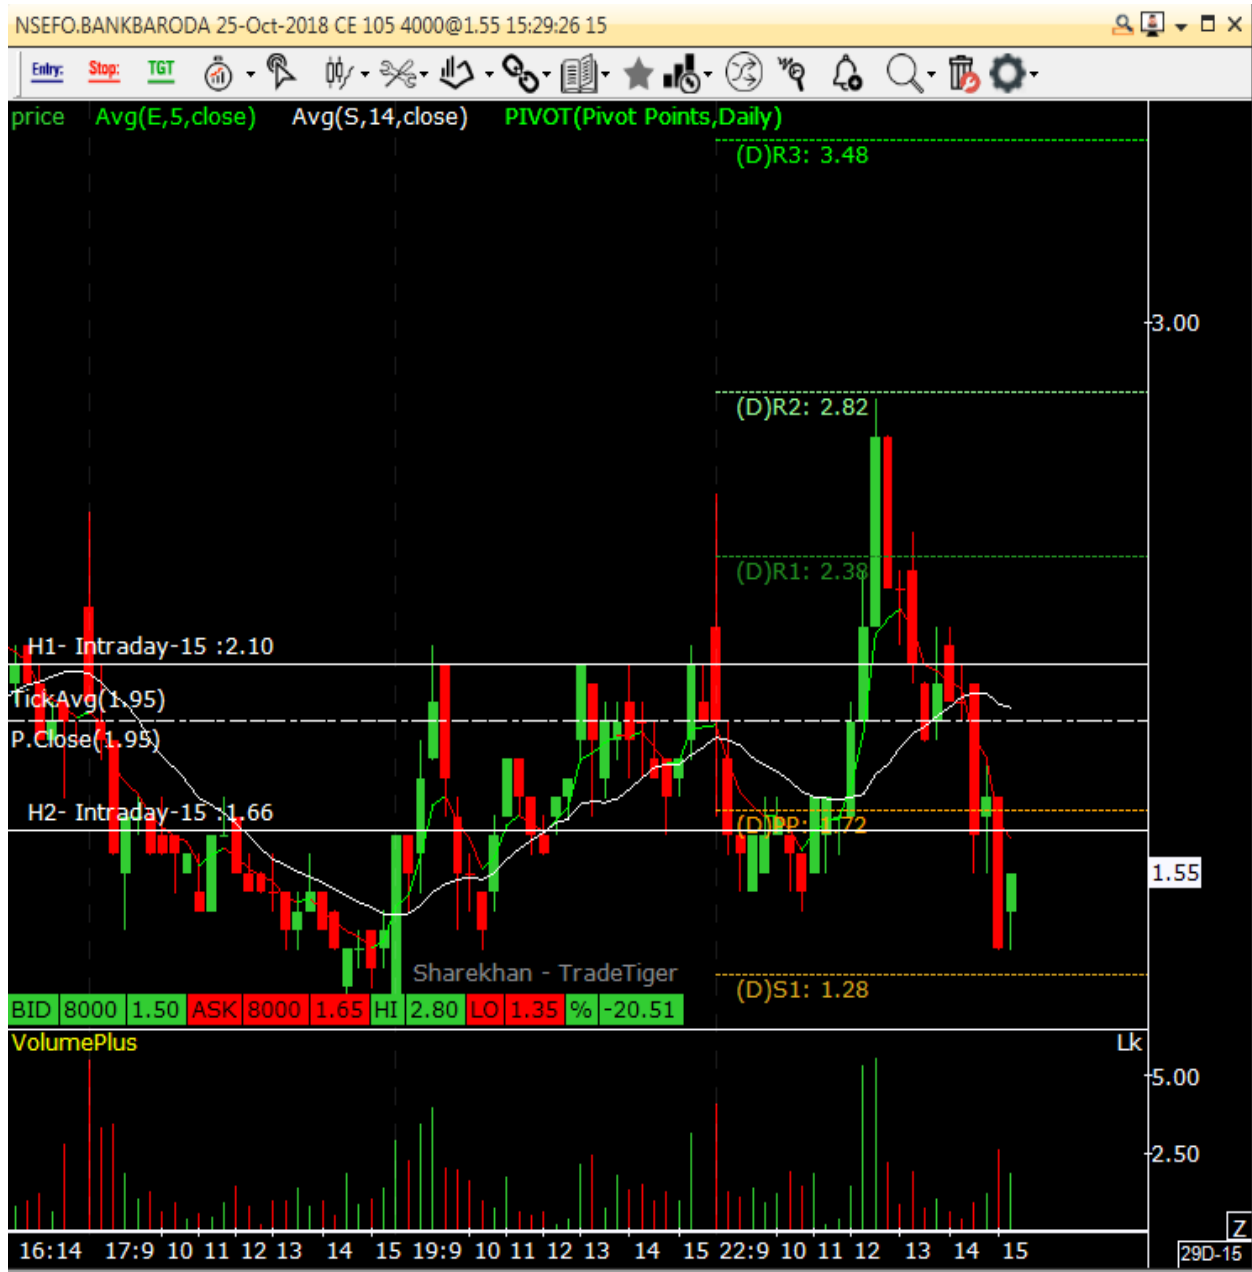 NSEFO.BANKBARODA 25-Oct-2018 CE 105 4000@1.55 15:29:26 15
Entry: Stop: TGT
price Avg(E,5,close) Avg(S,14,close) PIVOT(Pivot Points,Daily)
(D)R3: 3.48
3.00
(D)R2: 2.82
(D)R1: 2.38
H1- Intraday-15 :2.10
TickAvg(1.95)
P.Close(1.95)
H2- Intraday-15 :1.66
(D)PP: 1.72
1.55
Sharekhan - TradeTiger
(D)S1: 1.28
BID 8000 1.50 ASK 8000 1.65 HI 2.80 LO 1.35 % -20.51
VolumePlus Lk
5.00
2.50
Z
16:14 17:9 10 11 12 13 14 15 19:9 10 11 12 13 14 15 22:9 10 11 12 13 14 15 29D-15